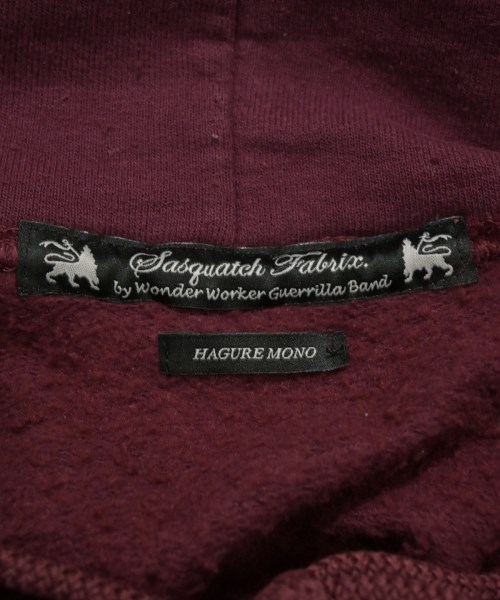 Sasquatch Fabrix.
by Wonder Worker Guerrilla Band
HAGURE MONO